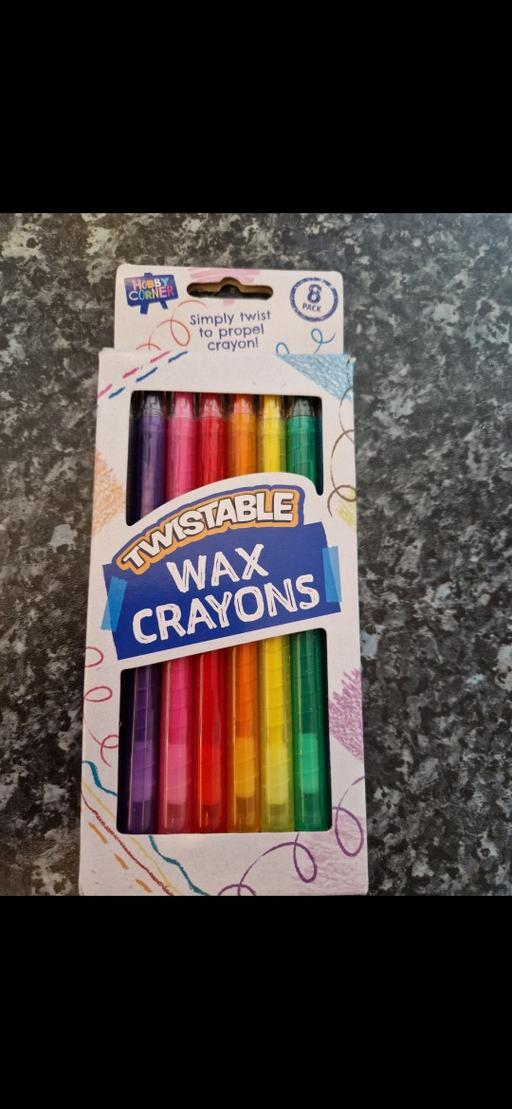 HOBBY
CORNER
Simply twist
to propel
crayon!
8
PACK
TWISTABLE
WAX
CRAYONS